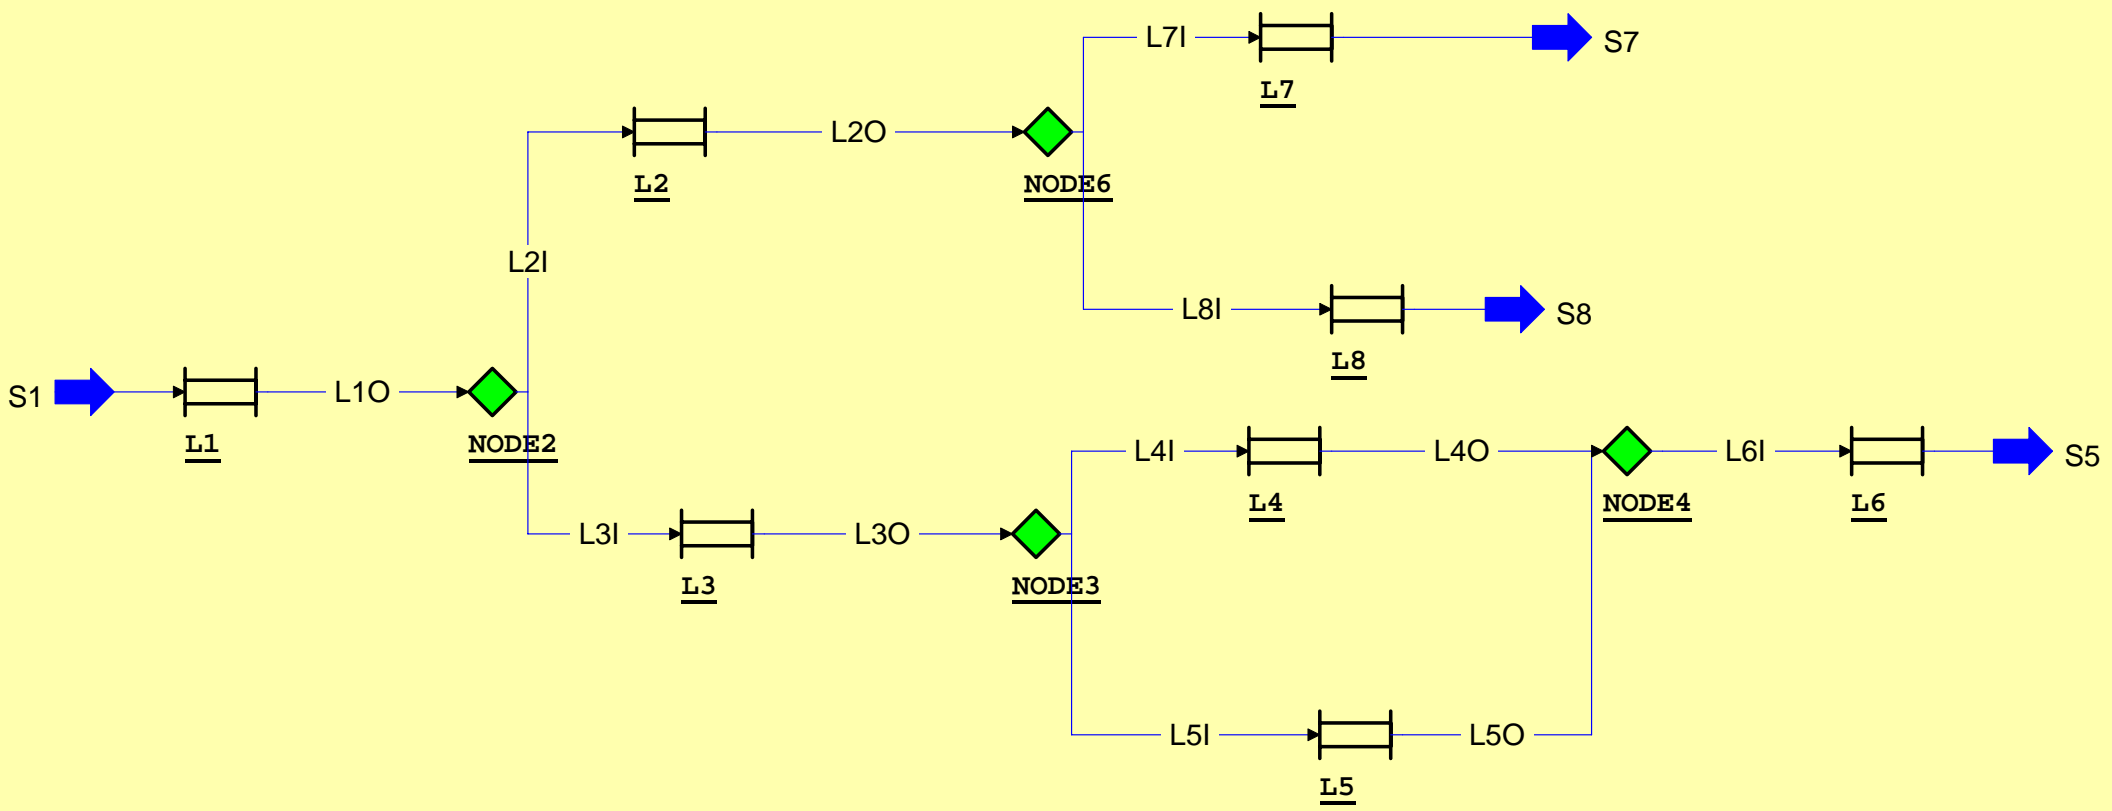 L7I
S7
L7
L2O
L2
NODE6
L2I
L8I
S8
L8
S1
L1O
L1
NODE2
L4I
L4O
L6I
S5
L4
NODE4
L6
L3I
L3O
L3
NODE3
L5I
L5O
L5